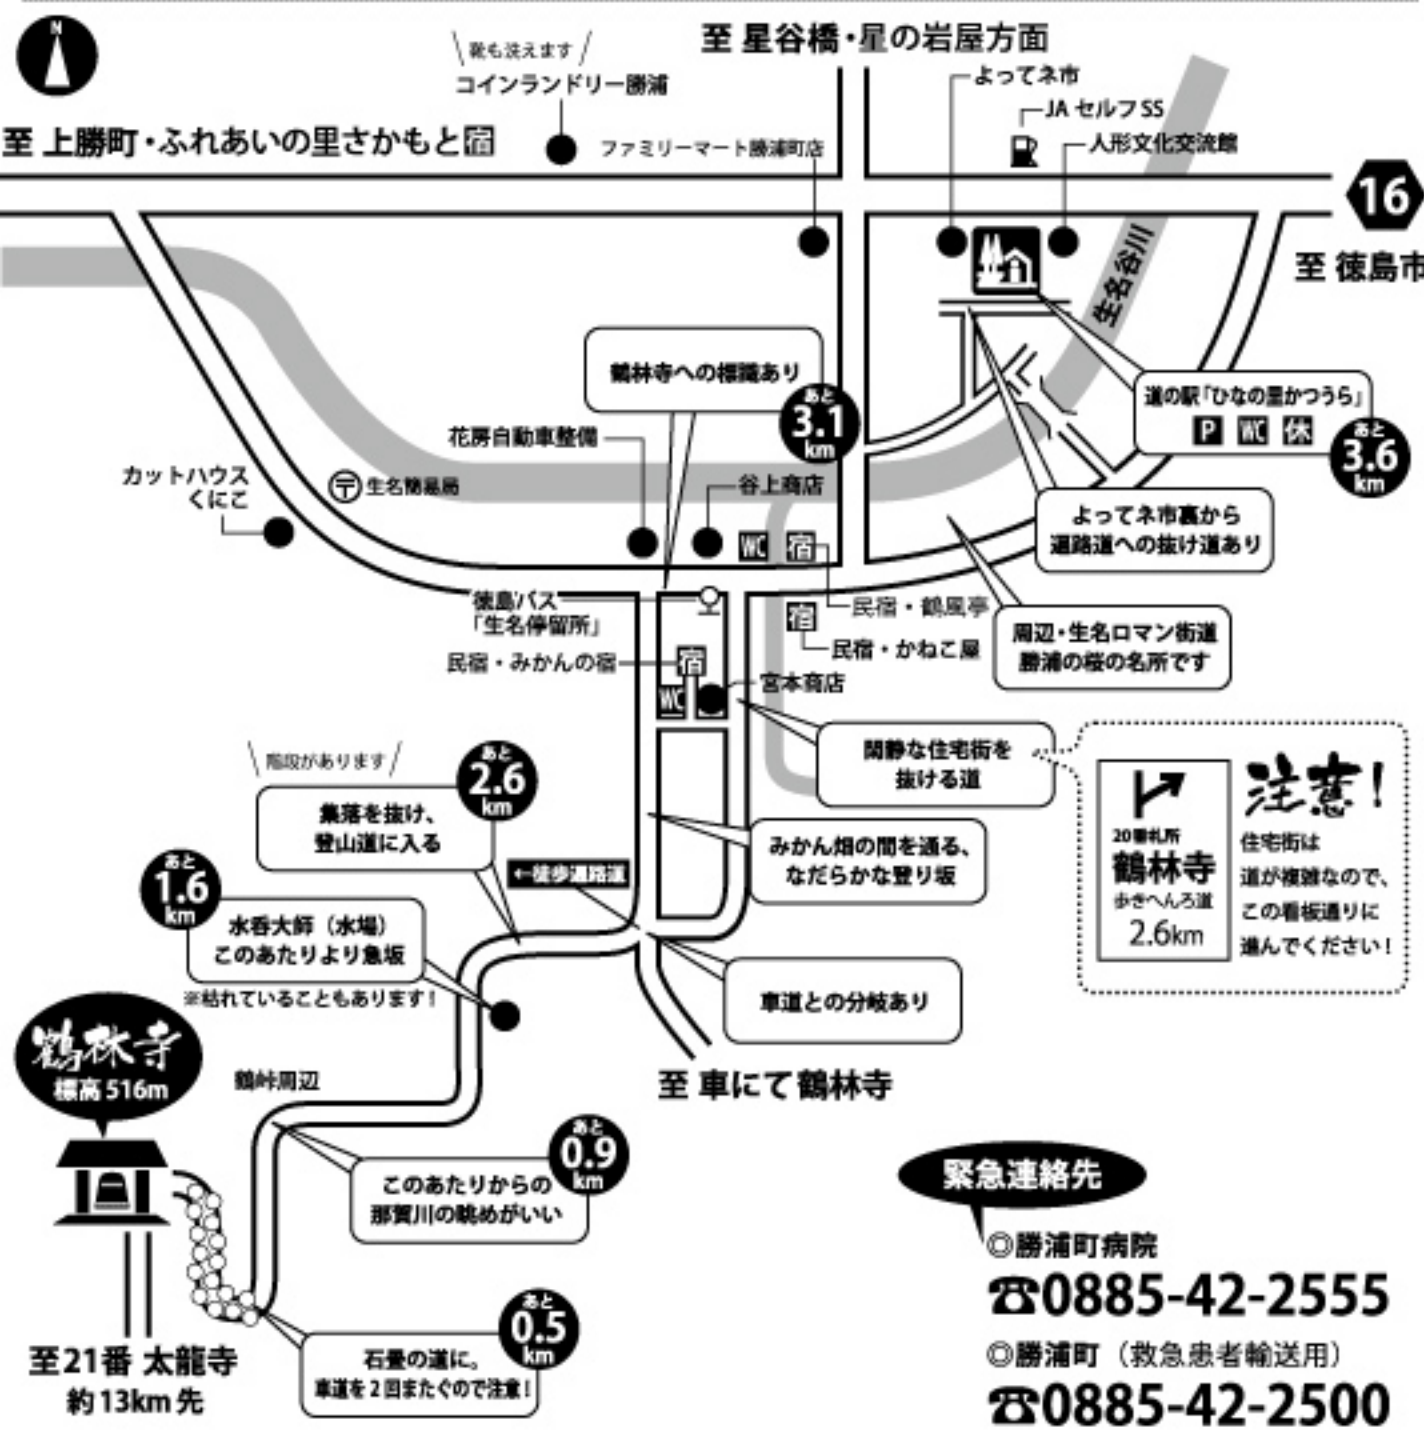 N
至 星谷橋・星の岩屋方面
靴も洗えます
コインランドリー勝浦
よってネ市
JA セルフ SS
至 上勝町・ふれあいの里さかもと宿
ファミリーマート勝浦町店
人形文化交流館
16
至 徳島市
生名谷川
鶴林寺への標識あり
あと
3.1
km
道の駅「ひなの里かつうら」
P WC 休
あと
3.6
km
花房自動車整備
カットハウス
くにこ
〒生名簡易局
谷上商店
よってネ市裏から
遍路道への抜け道あり
WC 宿
徳島バス
「生名停留所」
民宿・鶴風亭
宿
民宿・かねこ屋
周辺・生名ロマン街道
勝浦の桜の名所です
民宿・みかんの宿
宿
WC
宮本商店
閑静な住宅街を
抜ける道
階段があります
あと
2.6
km
集落を抜け、
登山道に入る
みかん畑の間を通る、
なだらかな登り坂
20番札所
鶴林寺
歩きへんろ道
2.6km
注意！
住宅街は
道が複雑なので、
この看板通りに
進んでください！
←徒歩遍路道
あと
1.6
km
水呑大師（水場）
このあたりより急坂
※枯れていることもあります！
車道との分岐あり
至 車にて鶴林寺
鶴林寺
標高516m
鶴峠周辺
あと
0.9
km
このあたりからの
那賀川の眺めがいい
あと
0.5
km
石畳の道に。
車道を2回またぐので注意！
至21番 太龍寺
約13km先
緊急連絡先
◎勝浦町病院
☎0885-42-2555
◎勝浦町（救急患者輸送用）
☎0885-42-2500